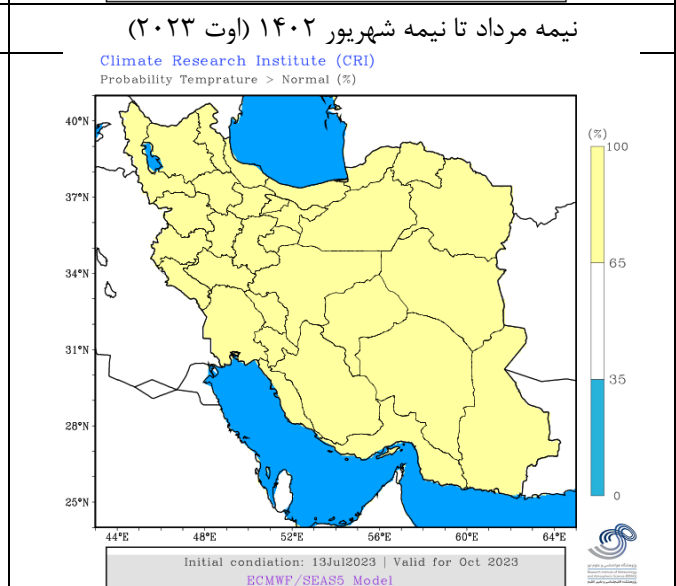 نیمه مرداد تا نیمه شهریور ۱۴۰۲ (اوت ۲۰۲۳)
Climate Research Institute (CRI)
Probability Temprature > Normal (%)
(%)
100
65
35
0
40°N
37°N
34°N
31°N
28°N
25°N
44°E 48°E 52°E 56°E 60°E 64°E
Initial condiation: 13Jul2023 | Valid for Oct 2023
ECMWF/SEAS5 Model